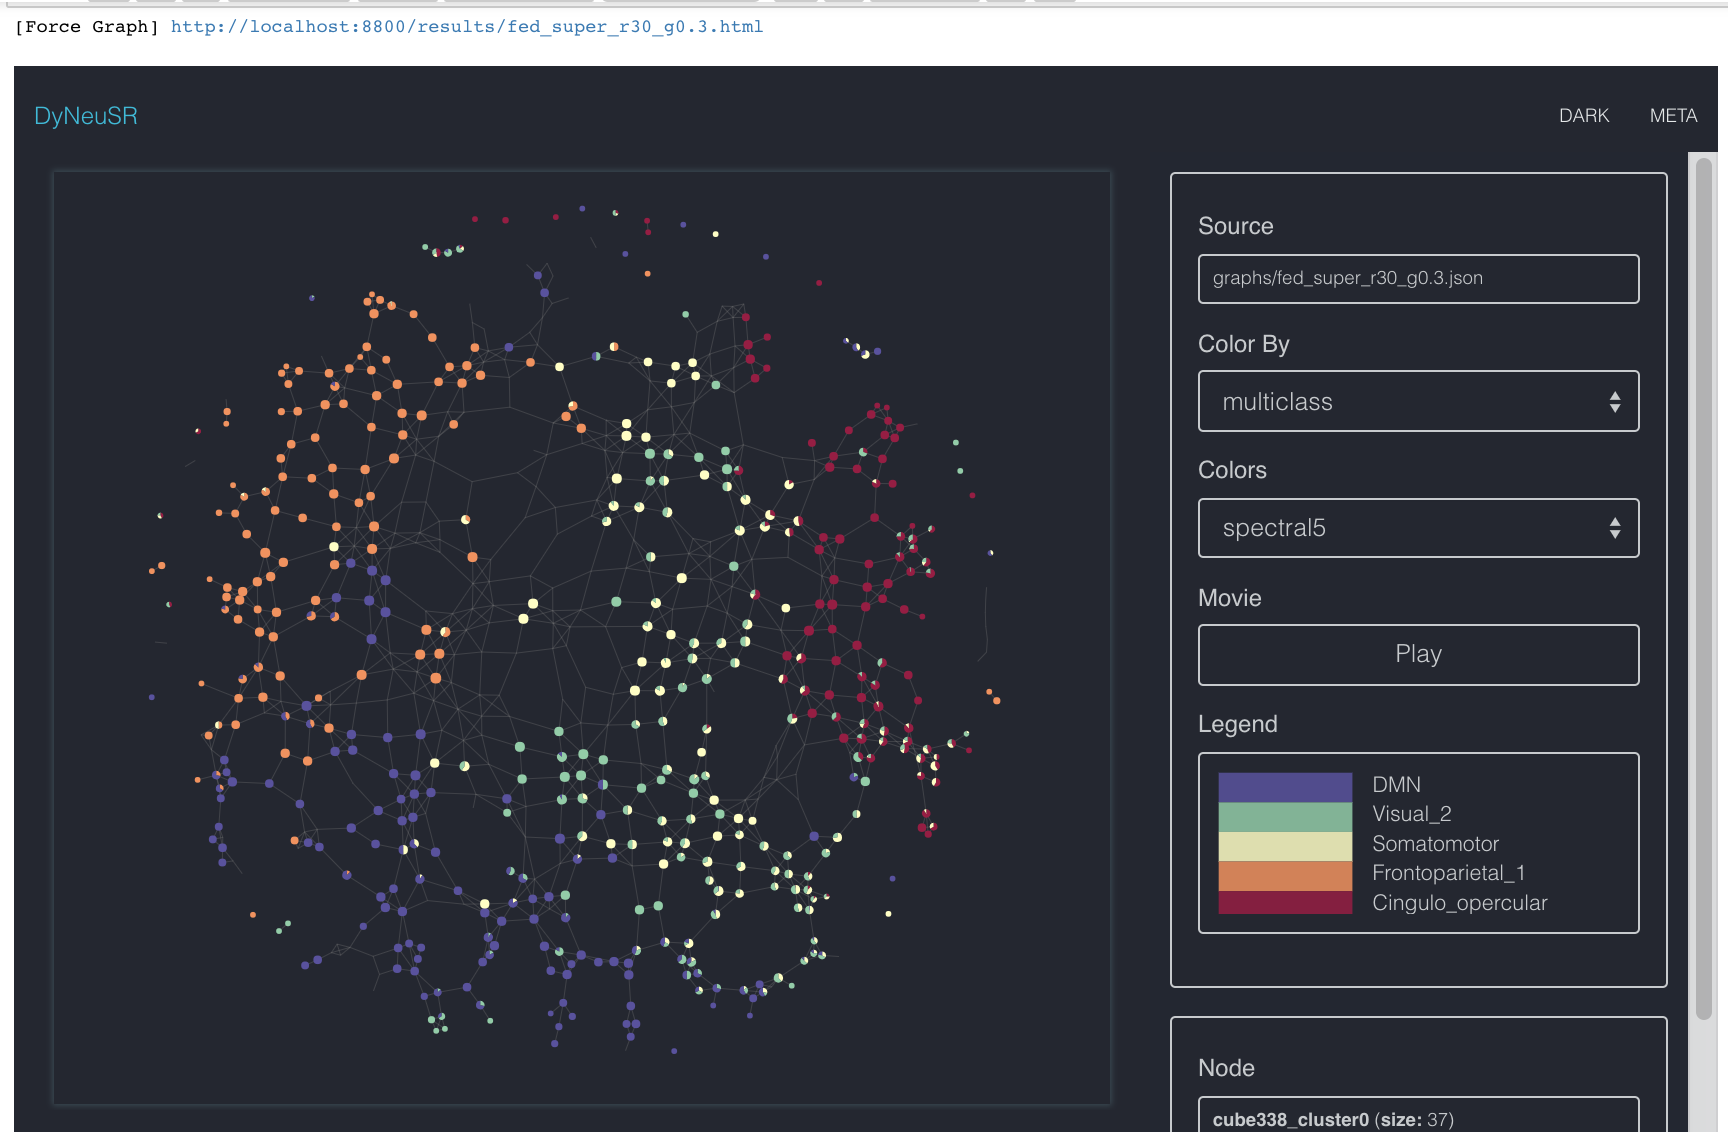 [Force Graph] http://localhost:8800/results/fed_super_r30_g0.3.html
DyNeuSR
DARK META
Source
graphs/fed_super_r30_g0.3.json
Color By
multiclass
Colors
spectral5
Movie
Play
Legend
DMN
Visual_2
Somatomotor
Frontoparietal_1
Cingulo_opercular
Node
cube338_cluster0 (size: 37)